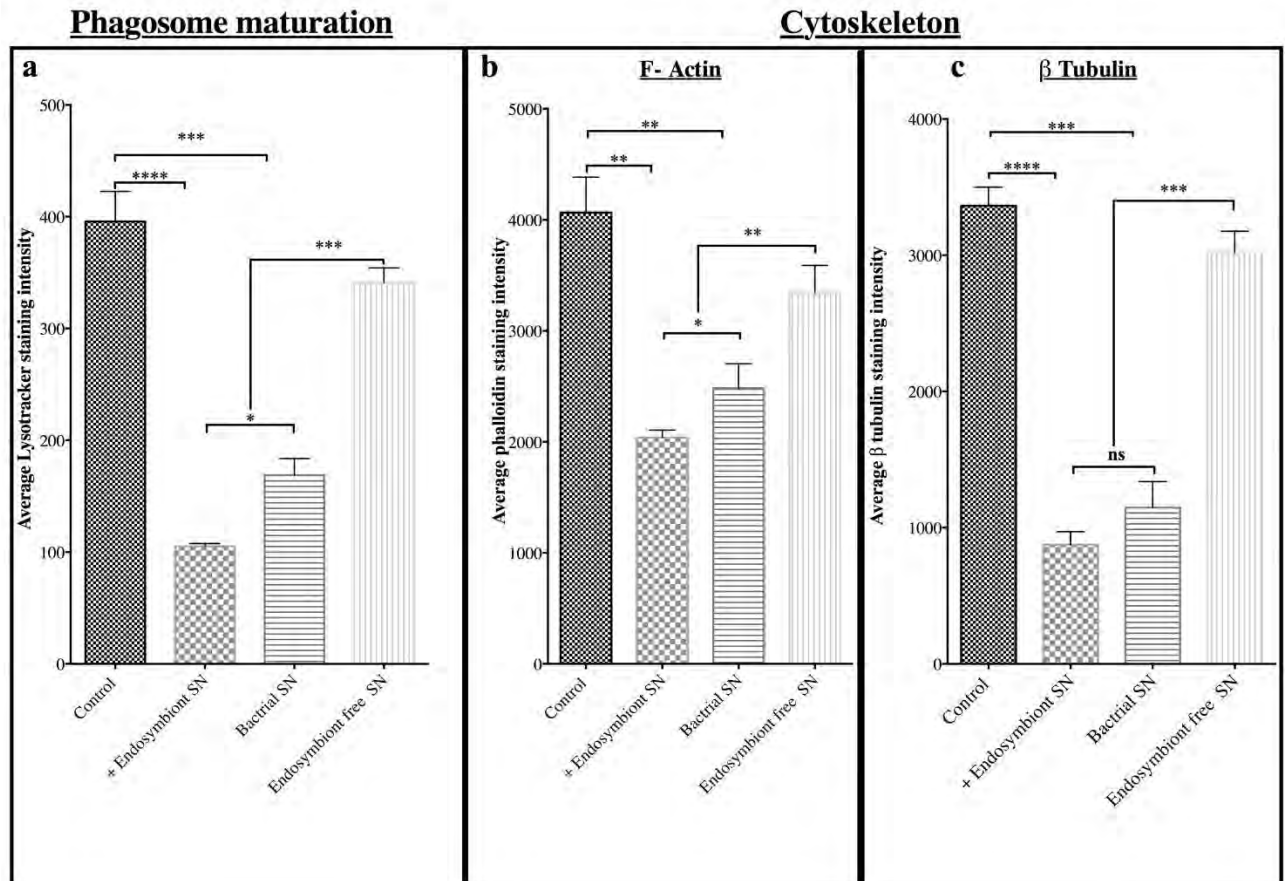 Phagosome maturation
Cytoskeleton
a
Average Lysotracker staining intensity
500
400
300
200
100
0
***
****
***
*
Control
+ Endosymbiont SN
Bactrial SN
Endosymbiont free SN
b
F- Actin
Average phalloidin staining intensity
5000
4000
3000
2000
1000
0
**
**
**
*
Control
+ Endosymbiont SN
Bactrial SN
Endosymbiont free SN
c
β Tubulin
Average β tubulin staining intensity
4000
3000
2000
1000
0
***
****
***
ns
Control
+ Endosymbiont SN
Bactrial SN
Endosymbiont free SN